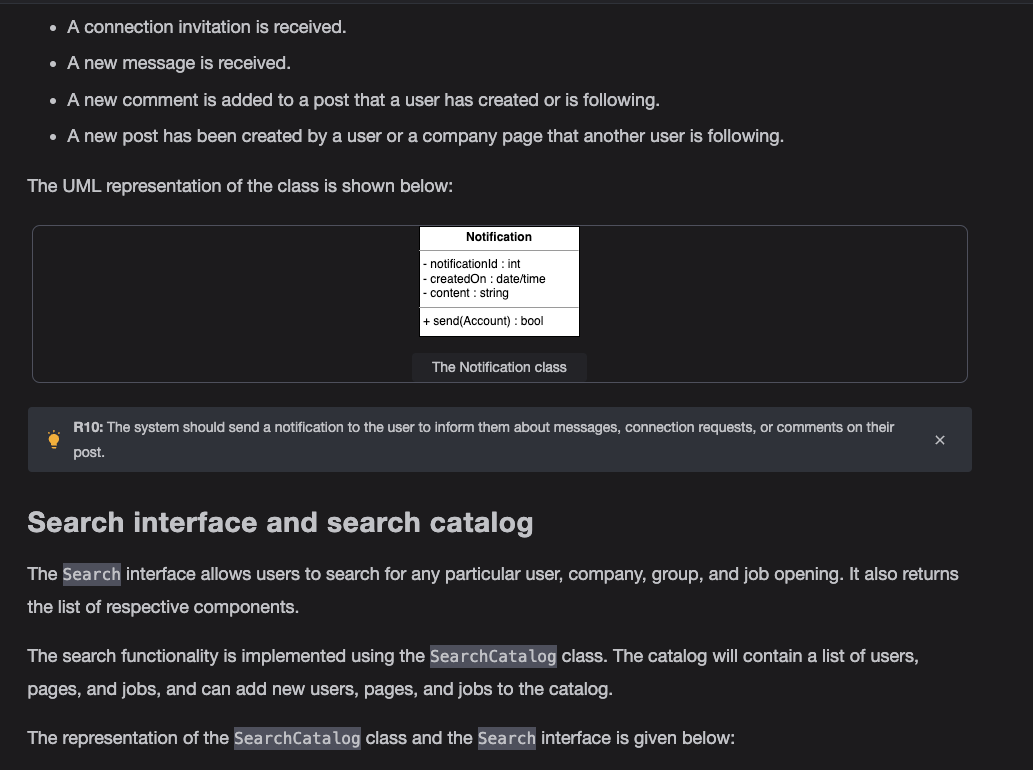 A connection invitation is received.
A new message is received.
A new comment is added to a post that a user has created or is following.
A new post has been created by a user or a company page that another user is following.
The UML representation of the class is shown below:
Notification
- notificationId : int
- createdOn : date/time
- content : string
+ send(Account) : bool
The Notification class
R10: The system should send a notification to the user to inform them about messages, connection requests, or comments on their
post.
Search interface and search catalog
The Search interface allows users to search for any particular user, company, group, and job opening. It also returns
the list of respective components.
The search functionality is implemented using the SearchCatalog class. The catalog will contain a list of users,
pages, and jobs, and can add new users, pages, and jobs to the catalog.
The representation of the SearchCatalog class and the Search interface is given below: